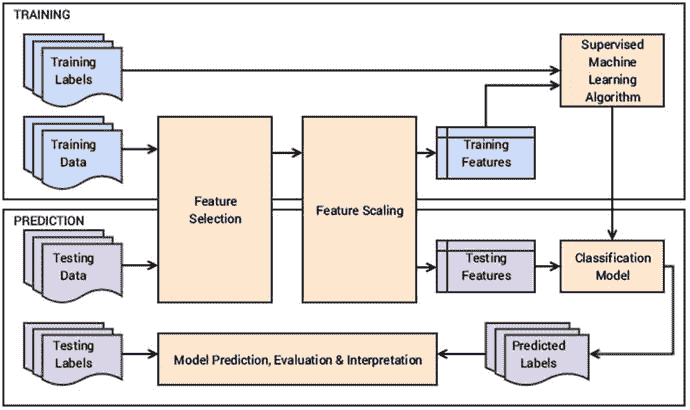 TRAINING
Training
Labels
Supervised
Machine
Learning
Algorithm
Training
Data
Feature
Selection
Feature Scaling
Training
Features
PREDICTION
Testing
Data
Testing
Features
Classification
Model
Testing
Labels
Model Prediction, Evaluation & Interpretation
Predicted
Labels